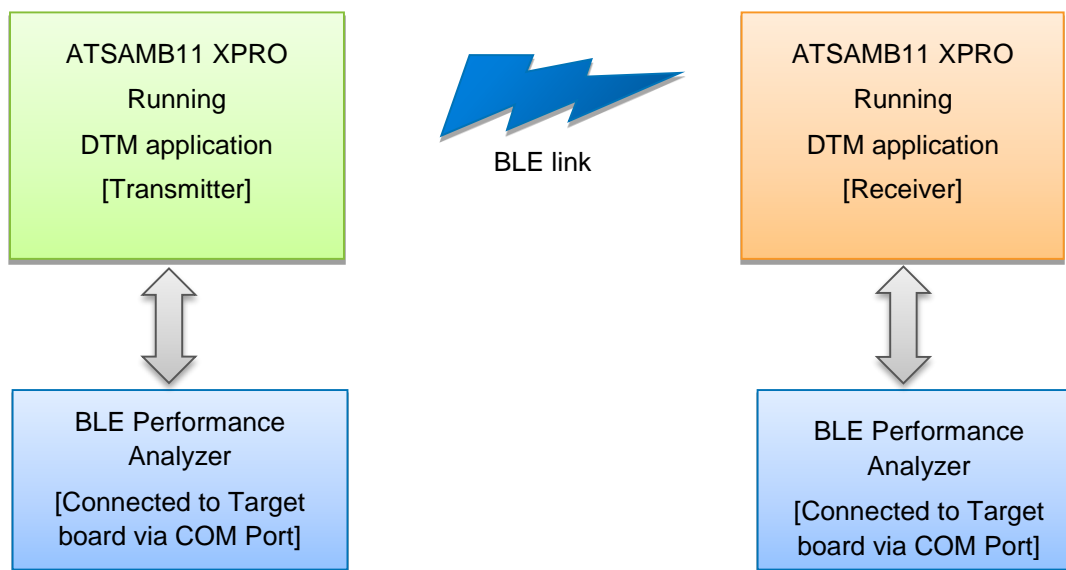 ATSAMB11 XPRO
Running
DTM application
[Transmitter]
BLE link
ATSAMB11 XPRO
Running
DTM application
[Receiver]
BLE Performance
Analyzer
[Connected to Target
board via COM Port]
BLE Performance
Analyzer
[Connected to Target
board via COM Port]